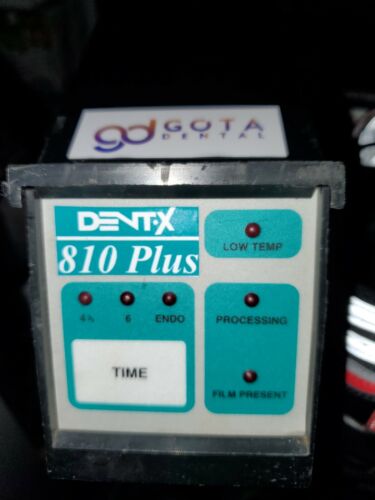 gd GOTA
DENTAL
DENT-X
810 Plus
LOW TEMP
4½ 6 ENDO
PROCESSING
TIME
FILM PRESENT